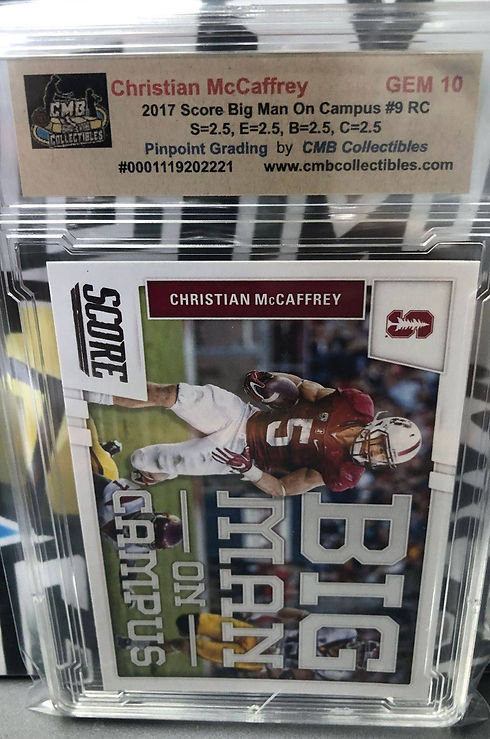 CMB
COLLECTIBLES
Christian McCaffrey GEM 10
2017 Score Big Man On Campus #9 RC
S=2.5, E=2.5, B=2.5, C=2.5
Pinpoint Grading by CMB Collectibles
#0001119202221 www.cmbcollectibles.com
SCORE
CHRISTIAN McCAFFREY
S
5
BIG
MAN
ON
CAMPUS